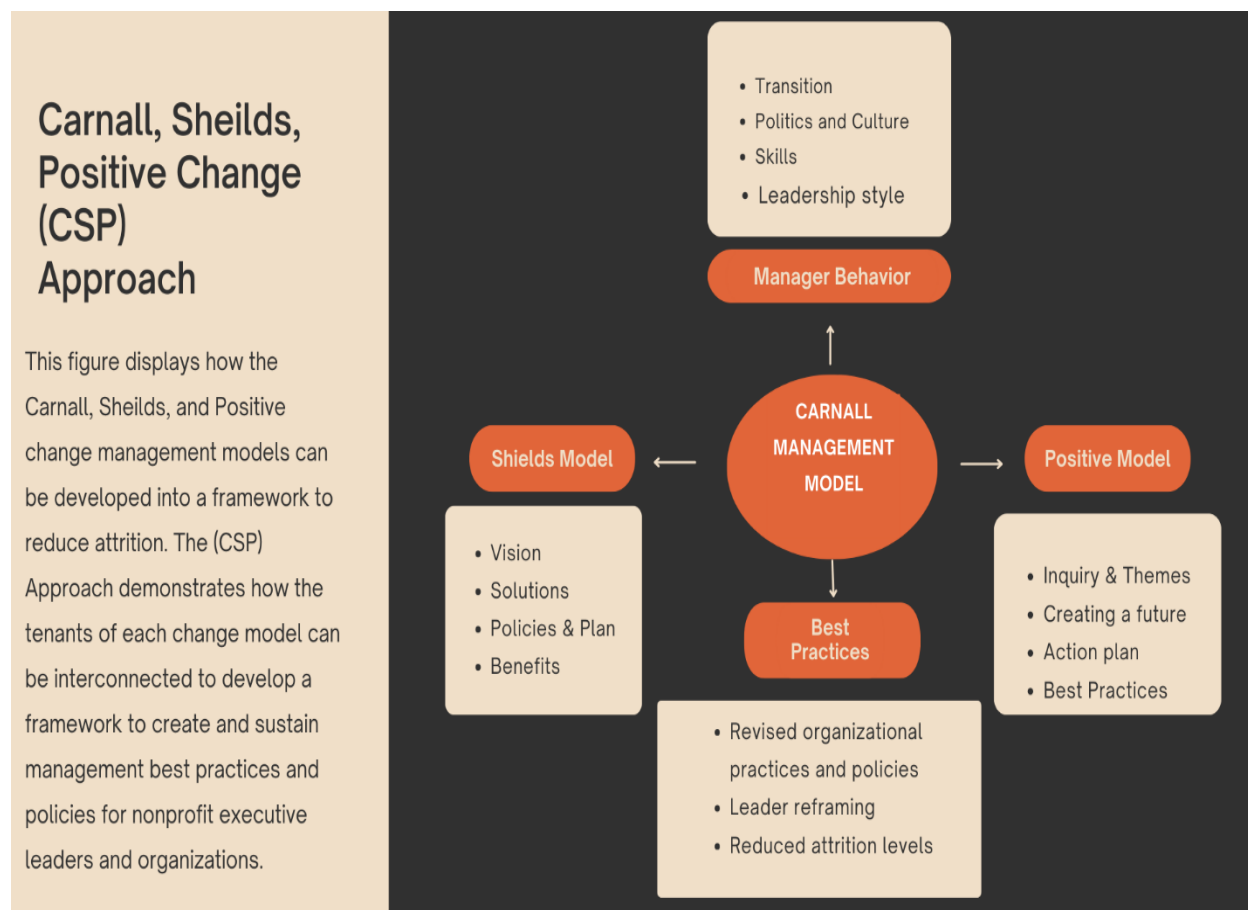 Carnall, Sheilds,
Positive Change
(CSP)
Approach
This figure displays how the
Carnall, Sheilds, and Positive
change management models can
be developed into a framework to
reduce attrition. The (CSP)
Approach demonstrates how the
tenants of each change model can
be interconnected to develop a
framework to create and sustain
management best practices and
policies for nonprofit executive
leaders and organizations.
• Transition
• Politics and Culture
• Skills
• Leadership style
Manager Behavior
CARNALL
MANAGEMENT
MODEL
Shields Model
• Vision
• Solutions
• Policies & Plan
• Benefits
Positive Model
• Inquiry & Themes
• Creating a future
• Action plan
• Best Practices
Best
Practices
• Revised organizational
practices and policies
• Leader reframing
• Reduced attrition levels